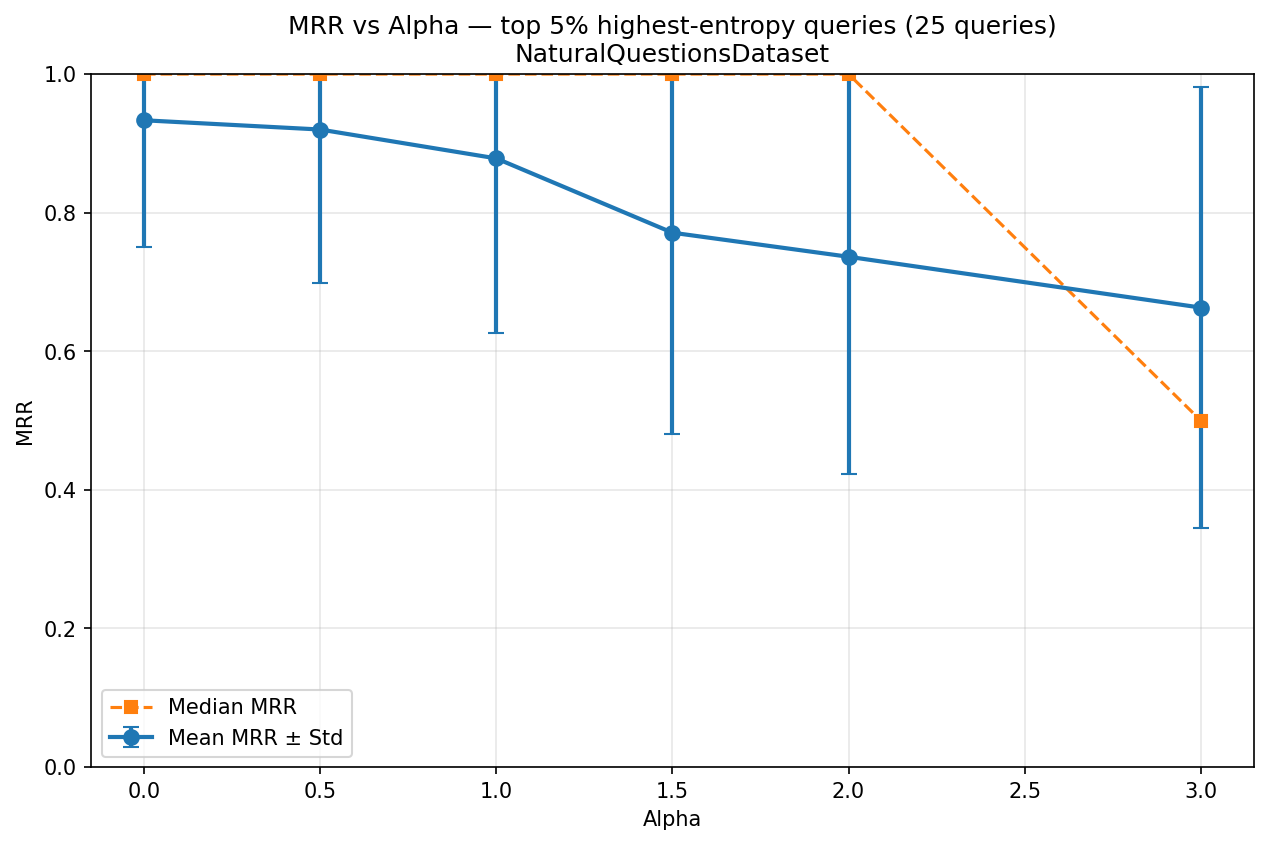 MRR vs Alpha — top 5% highest-entropy queries (25 queries)
NaturalQuestionsDataset
1.0
0.8
0.6
0.4
0.2
0.0
MRR
Median MRR
Mean MRR ± Std
0.0 0.5 1.0 1.5 2.0 2.5 3.0
Alpha